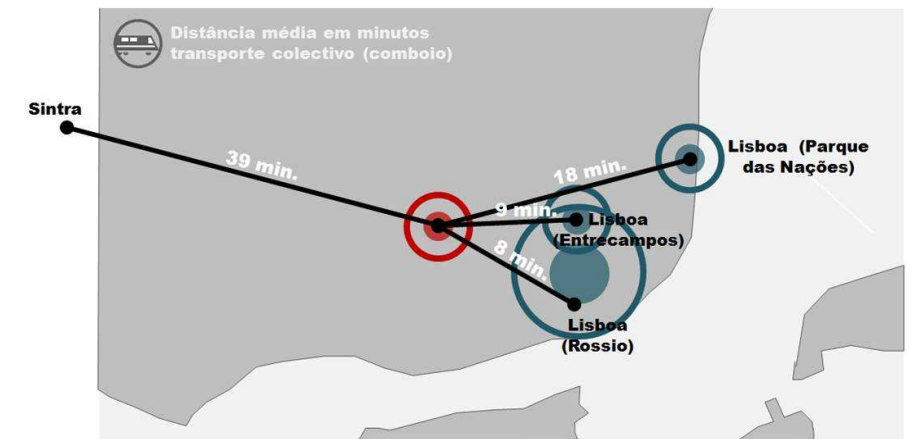 Distância média em minutos
transporte colectivo (comboio)
Sintra
39 min.
18 min.
Lisboa (Parque
das Nações)
9 min.
Lisboa
(Entrecampos)
8 min.
Lisboa
(Rossio)